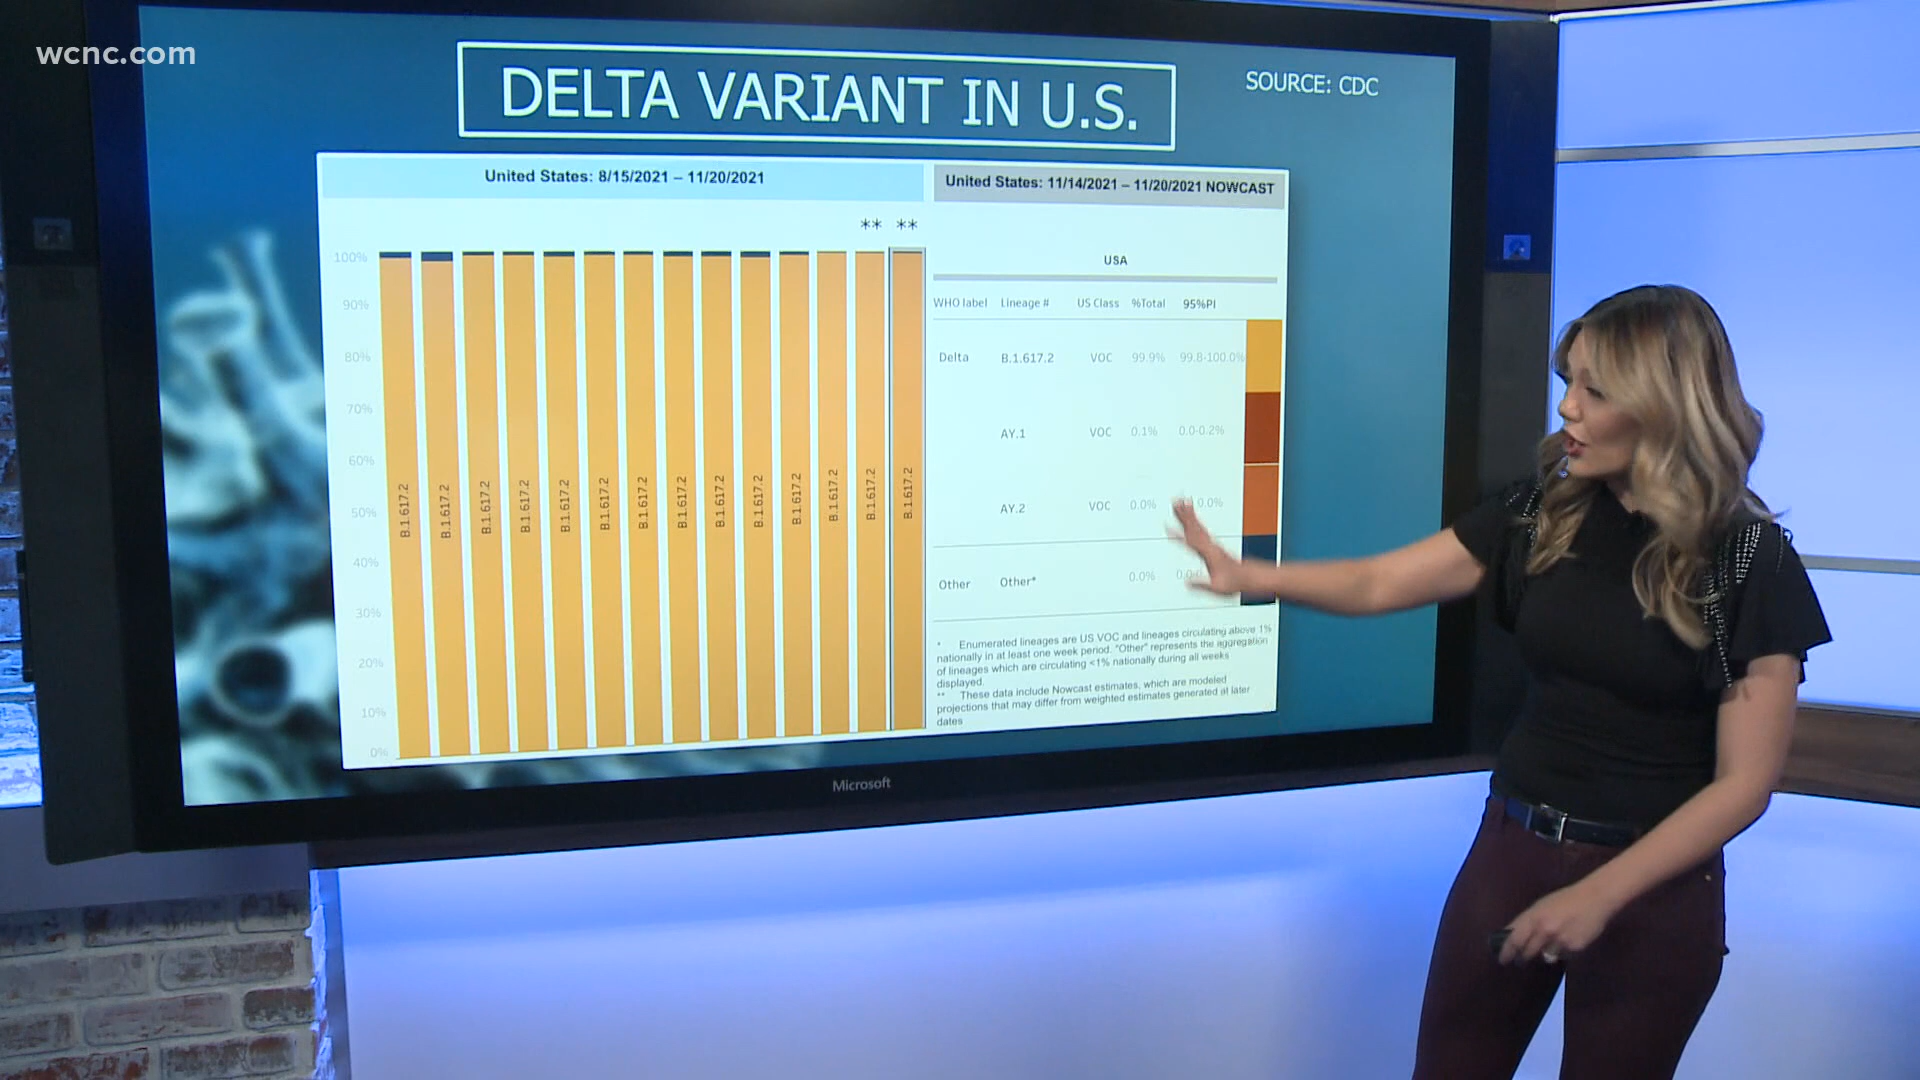 wcnc.com
DELTA VARIANT IN U.S.
SOURCE: CDC
United States: 8/15/2021 – 11/20/2021
** **
100%
90%
80%
70%
60%
50%
40%
30%
20%
10%
0%
B.1.617.2
B.1.617.2
B.1.617.2
B.1.617.2
B.1.617.2
B.1.617.2
B.1.617.2
B.1.617.2
B.1.617.2
B.1.617.2
B.1.617.2
B.1.617.2
B.1.617.2
B.1.617.2
United States: 11/14/2021 – 11/20/2021 NOWCAST
USA
WHO label Lineage # US Class %Total 95%PI
Delta B.1.617.2 VOC 99.9% 99.8-100.0%
AY.1 VOC 0.1% 0.0-0.2%
AY.2 VOC 0.0% 0.0%
Other Other* 0.0%
* Enumerated lineages are US VOC and lineages circulating above 1%
nationally in at least one week period. "Other" represents the aggregation
of lineages which are circulating <1% nationally during all weeks
displayed.
** These data include Nowcast estimates, which are modeled
projections that may differ from weighted estimates generated at later
dates
Microsoft